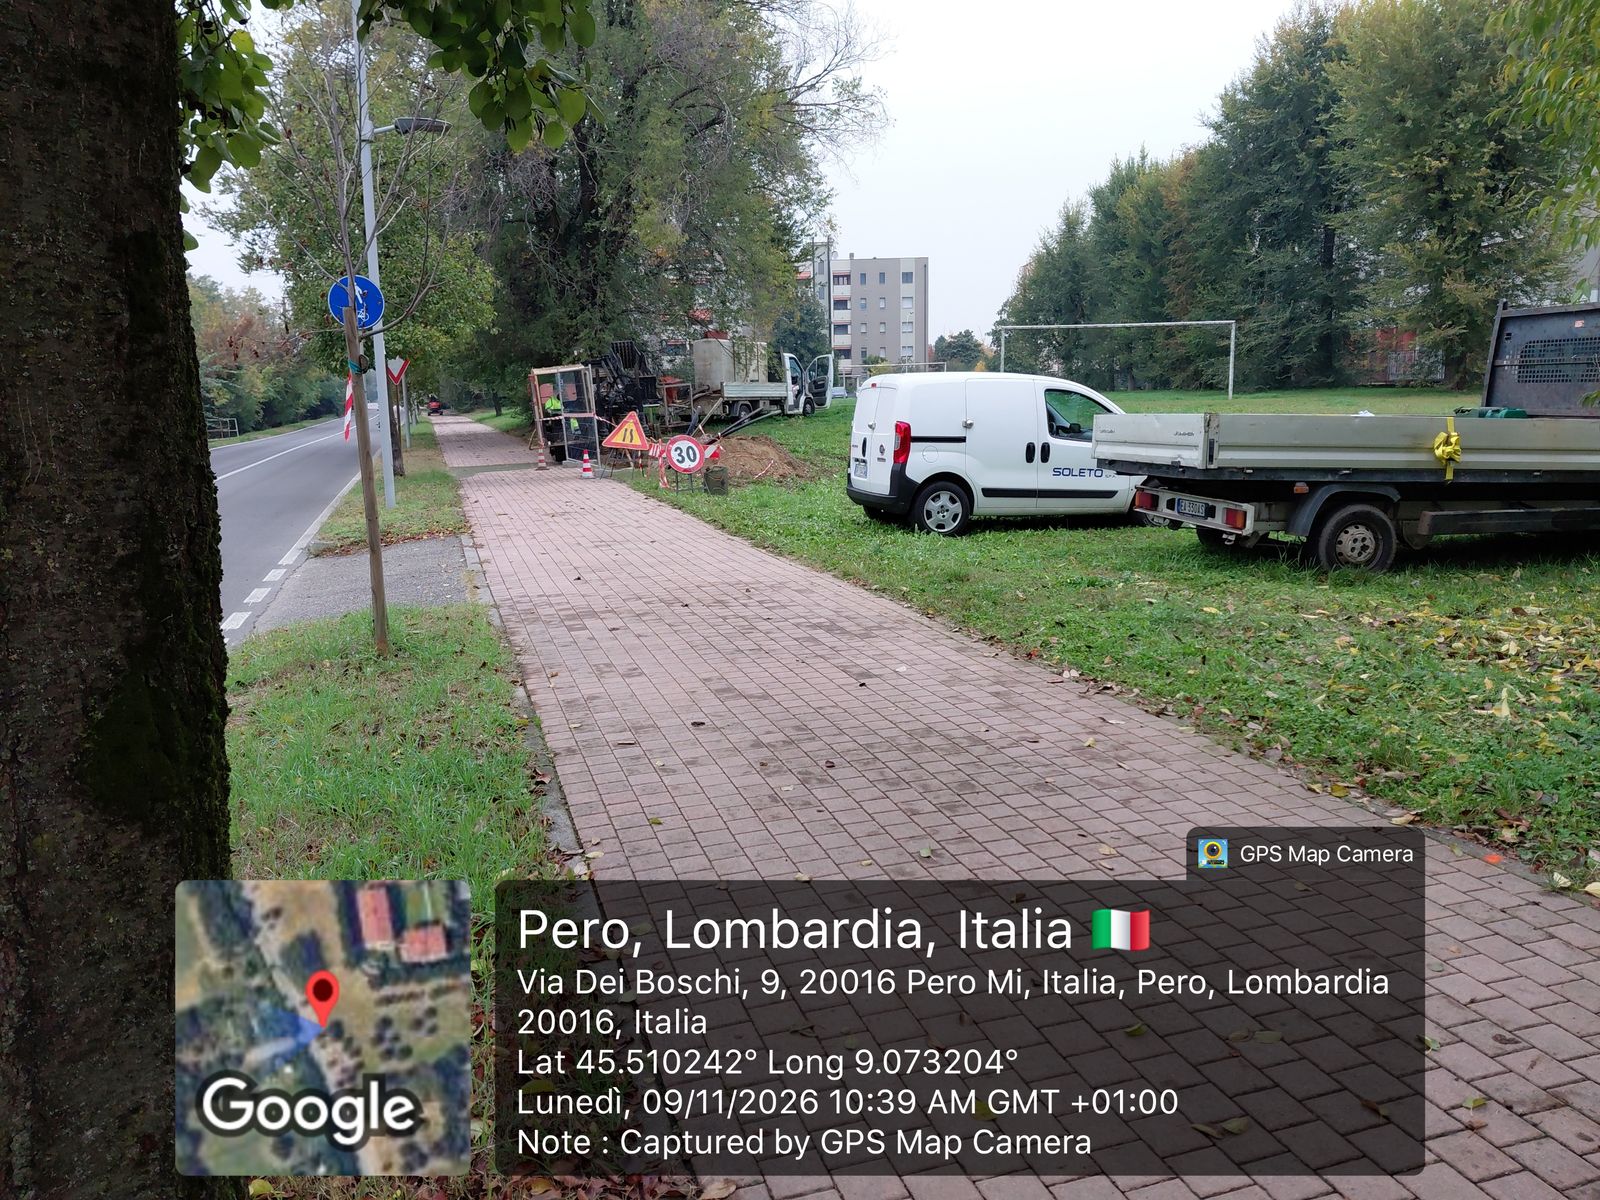 30
SOLETO
GPS Map Camera
Pero, Lombardia, Italia
Via Dei Boschi, 9, 20016 Pero Mi, Italia, Pero, Lombardia
20016, Italia
Lat 45.510242° Long 9.073204°
Lunedì, 09/11/2026 10:39 AM GMT +01:00
Note : Captured by GPS Map Camera
Google